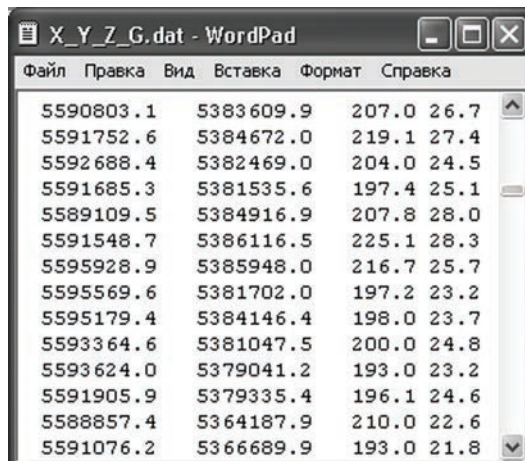 X_Y_Z_G.dat - WordPad
Файл Правка Вид Вставка Формат Справка
5590803.1 5383609.9 207.0 26.7
5591752.6 5384672.0 219.1 27.4
5592688.4 5382469.0 204.0 24.5
5591685.3 5381535.6 197.4 25.1
5589109.5 5384916.9 207.8 28.0
5591548.7 5386116.5 225.1 28.3
5595928.9 5385948.0 216.7 25.7
5595569.6 5381702.0 197.2 23.2
5595179.4 5384146.4 198.0 23.7
5593364.6 5381047.5 200.0 24.8
5593624.0 5379041.2 193.0 23.2
5591905.9 5379335.4 196.1 24.6
5588857.4 5364187.9 210.0 22.6
5591076.2 5366689.9 193.0 21.8